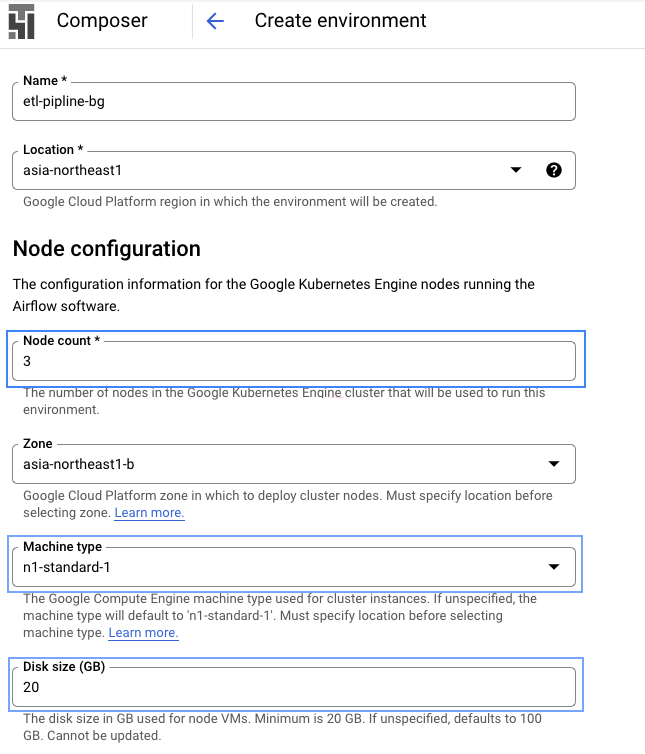 Composer
Create environment
Name *
etl-pipline-bg
Location *
asia-northeast1
Google Cloud Platform region in which the environment will be created.
Node configuration
The configuration information for the Google Kubernetes Engine nodes running the
Airflow software.
Node count *
3
The number of nodes in the Google Kubernetes Engine cluster that will be used to run this
environment.
Zone
asia-northeast1-b
Google Cloud Platform zone in which to deploy cluster nodes. Must specify location before
selecting zone. Learn more.
Machine type
n1-standard-1
The Google Compute Engine machine type used for cluster instances. If unspecified, the
machine type will default to 'n1-standard-1'. Must specify location before selecting
machine type. Learn more.
Disk size (GB)
20
The disk size in GB used for node VMs. Minimum is 20 GB. If unspecified, defaults to 100
GB. Cannot be updated.